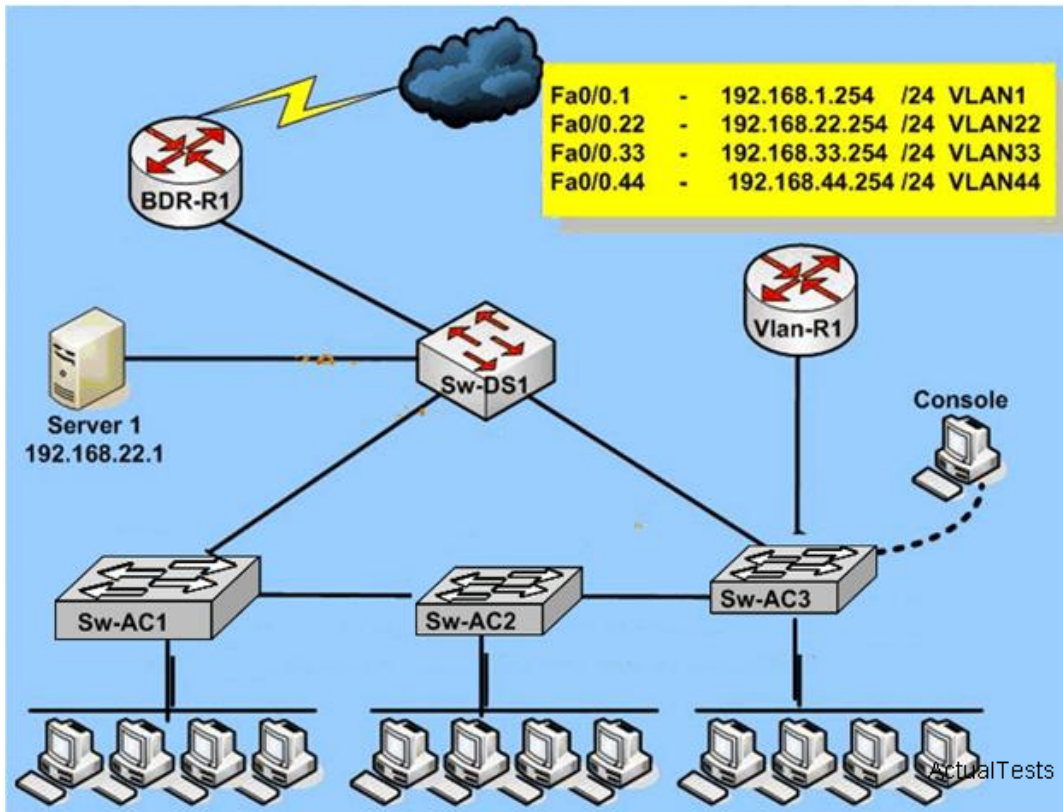 Fa0/0.1 - 192.168.1.254 /24 VLAN1
Fa0/0.22 - 192.168.22.254 /24 VLAN22
Fa0/0.33 - 192.168.33.254 /24 VLAN33
Fa0/0.44 - 192.168.44.254 /24 VLAN44
BDR-R1
Vlan-R1
Sw-DS1
Server 1
192.168.22.1
Console
Sw-AC1
Sw-AC2
Sw-AC3
ActualTests